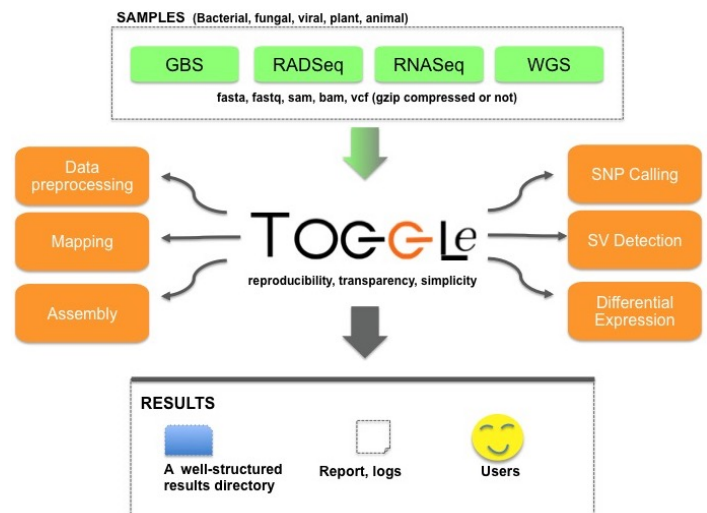 SAMPLES (Bacterial, fungal, viral, plant, animal)
GBS
RADSeq
RNASeq
WGS
fasta, fastq, sam, bam, vcf (gzip compressed or not)
Data
preprocessing
Mapping
Assembly
TOGGLe
reproducibility, transparency, simplicity
SNP Calling
SV Detection
Differential
Expression
RESULTS
A well-structured
results directory
Report, logs
Users